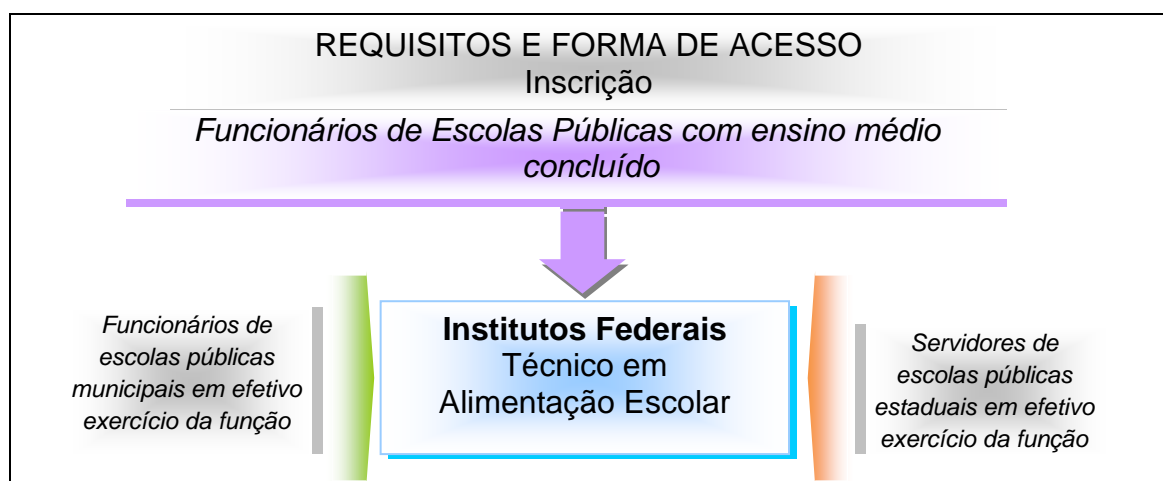 REQUISITOS E FORMA DE ACESSO
Inscrição
Funcionários de Escolas Públicas com ensino médio
concluído
Funcionários de
escolas públicas
municipais em efetivo
exercício da função
Institutos Federais
Técnico em
Alimentação Escolar
Servidores de
escolas públicas
estaduais em efetivo
exercício da função